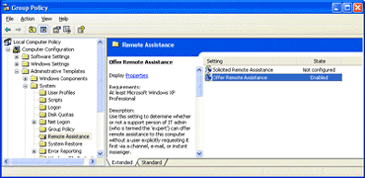 Group Policy
File Action View Help
Local Computer Policy
Computer Configuration
Software Settings
Windows Settings
Administrative Templates
Windows Components
System
User Profiles
Scripts
Logon
Disk Quotas
Net Logon
Group Policy
Remote Assistance
System Restore
Error Reporting
Remote Assistance
Offer Remote Assistance
Display Properties
Requirements:
At least Microsoft Windows XP
Professional
Description:
Use this setting to determine whether
or not a support person or IT admin
(who is termed the 'expert') can offer
remote assistance to this computer
without a user explicitly requesting it
first via a channel, e-mail, or instant
messenger.
Setting State
Solicited Remote Assistance Not configured
Offer Remote Assistance Enabled
Extended Standard